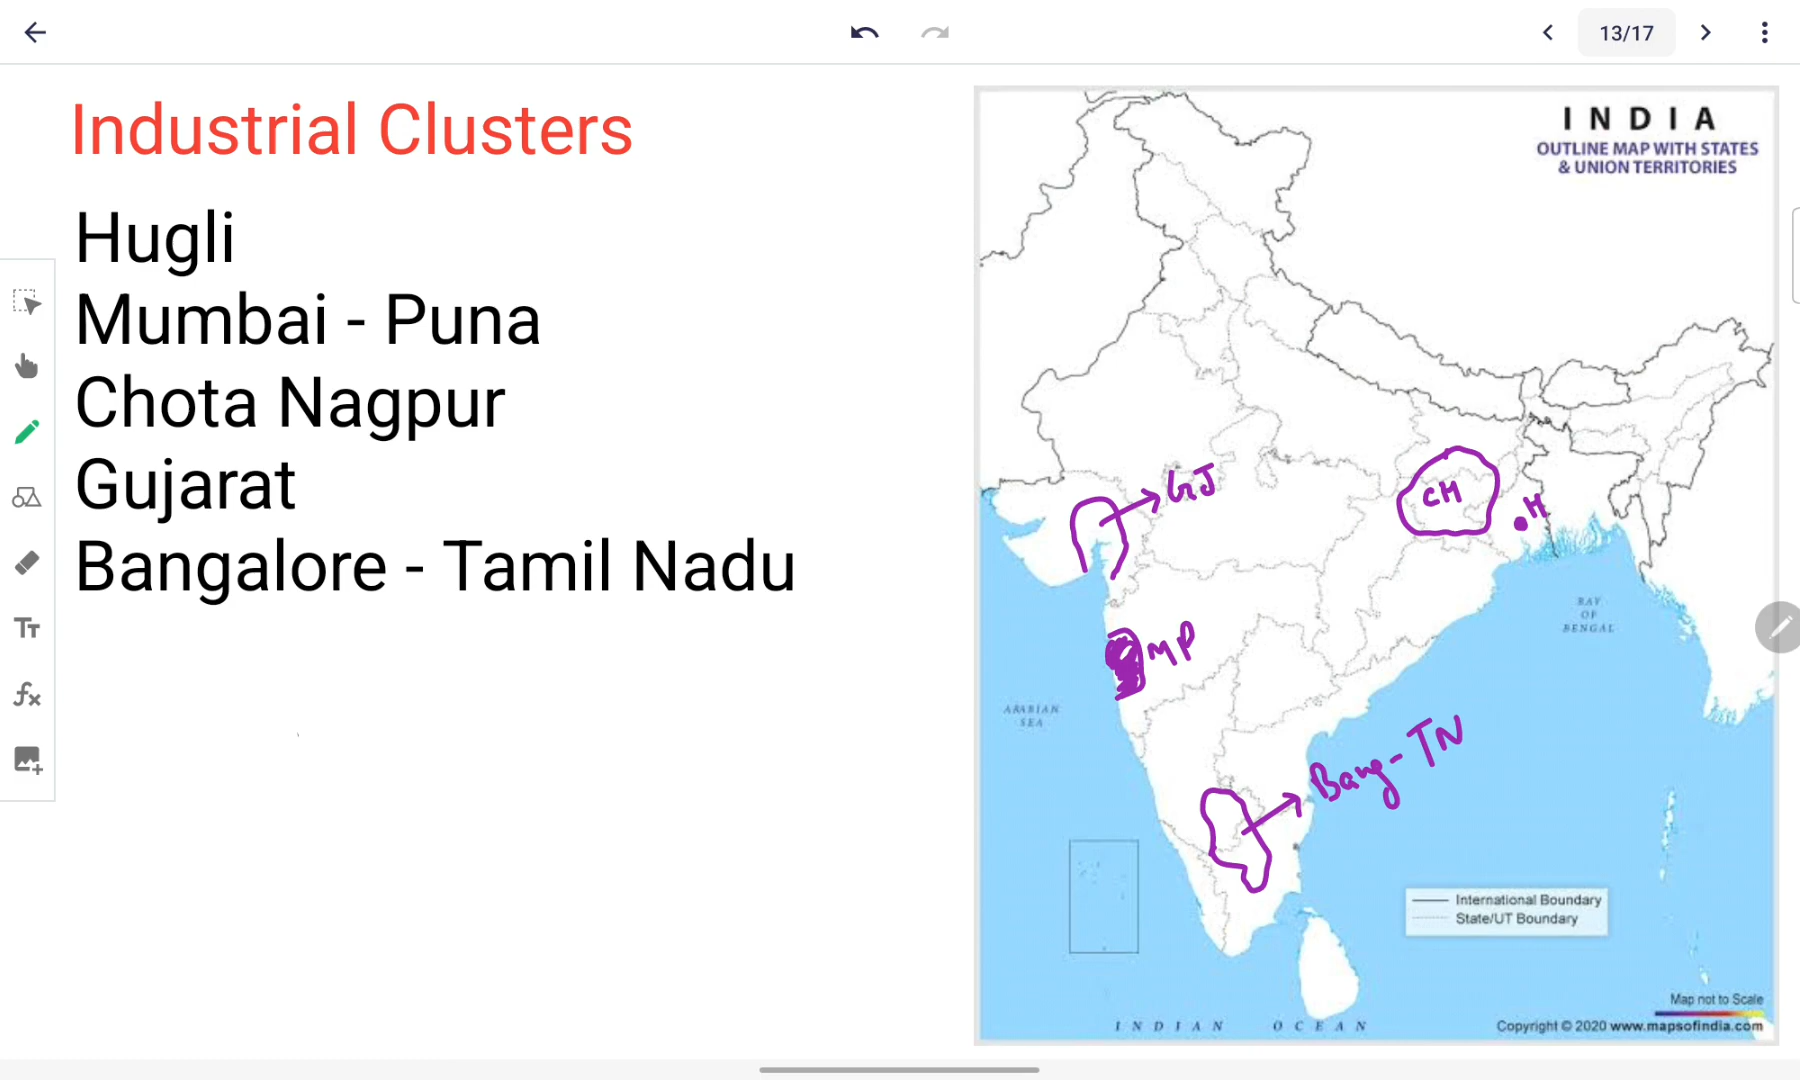 13/17
Industrial Clusters
Hugli
Mumbai - Puna
Chota Nagpur
Gujarat
Bangalore - Tamil Nadu
Tт
fx
INDIA
OUTLINE MAP WITH STATES
& UNION TERRITORIES
GJ
CH
H
MP
Bang-TN
BAY
OF
BENGAL
ARABIAN
SEA
International Boundary
State/UT Boundary
Map not to Scale
INDIAN OCEAN
Copyright © 2020 www.mapsofindia.com